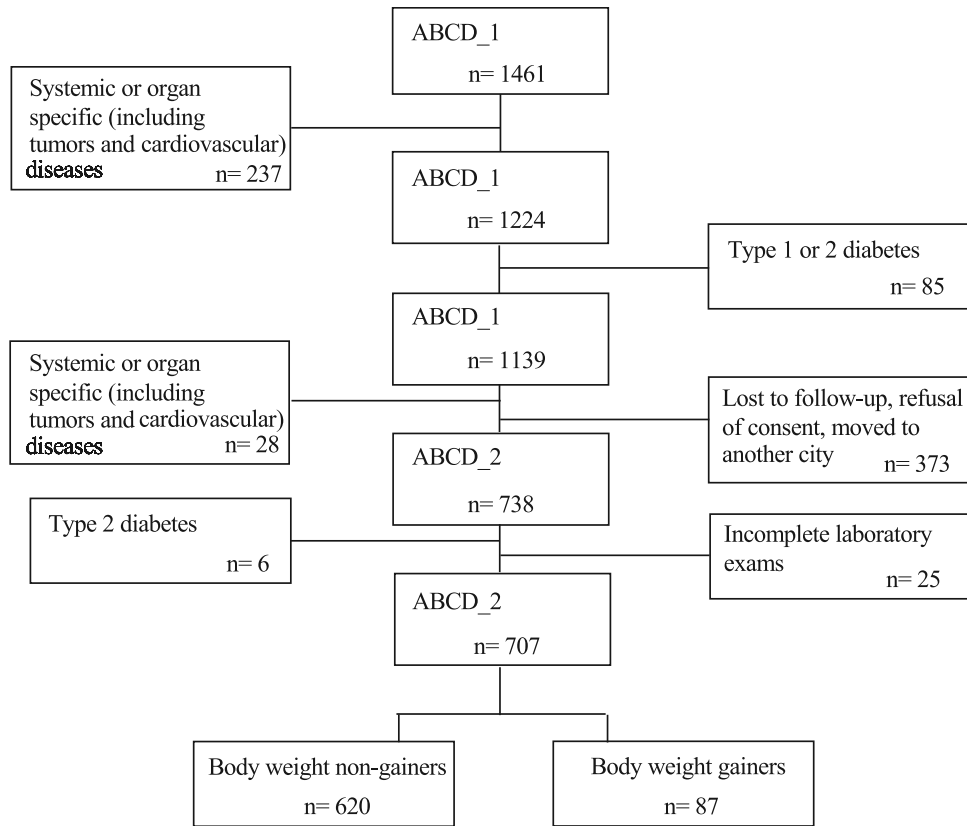 ABCD_1
n= 1461
Systemic or organ
specific (including
tumors and cardiovascular)
diseases n= 237
ABCD_1
n= 1224
Type 1 or 2 diabetes
n= 85
ABCD_1
n= 1139
Systemic or organ
specific (including
tumors and cardiovascular)
diseases n= 28
Lost to follow-up, refusal
of consent, moved to
another city n= 373
ABCD_2
n= 738
Type 2 diabetes
n= 6
Incomplete laboratory
exams
n= 25
ABCD_2
n= 707
Body weight non-gainers
n= 620
Body weight gainers
n= 87